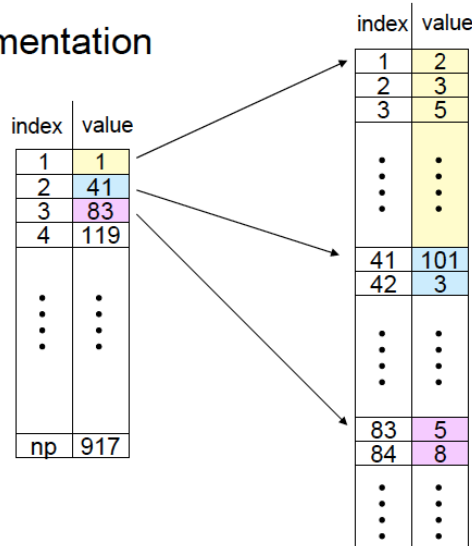 mentation
index value
1 1
2 41
3 83
4 119
np 917
index value
1 2
2 3
3 5
41 101
42 3
83 5
84 8